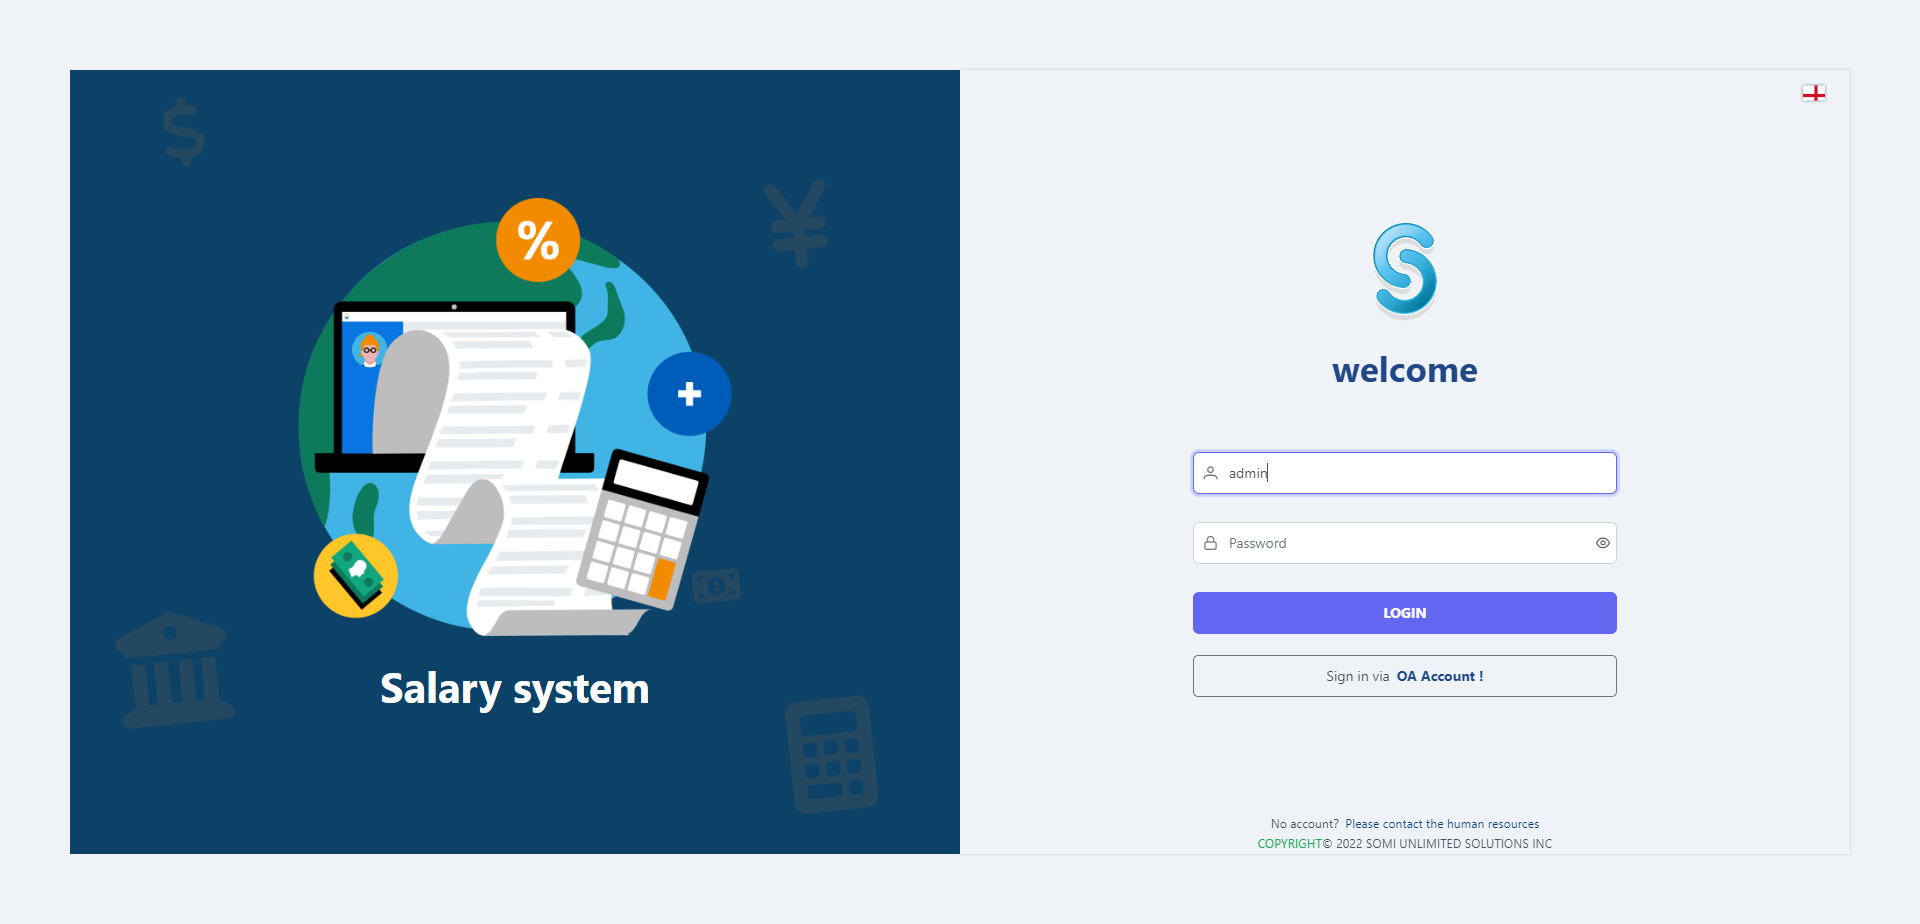 %
+
Salary system
welcome
admin
Password
LOGIN
Sign in via OA Account !
No account? Please contact the human resources
COPYRIGHT© 2022 SOMI UNLIMITED SOLUTIONS INC